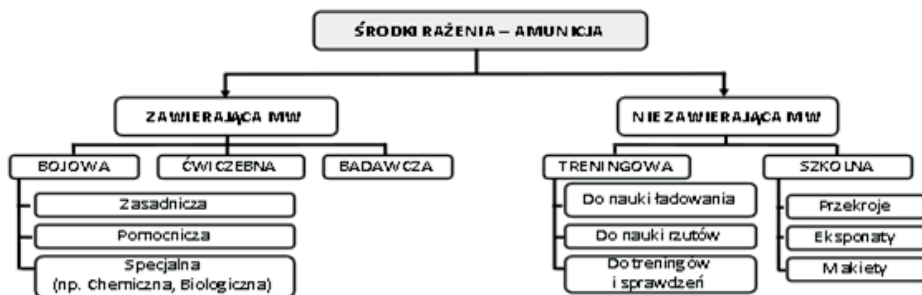 ŚRODKI RAŻENIA – AMUNICJA
ZAWIERAJĄCA MW
NIEZAWIERAJĄCA MW
BOJOWA
ĆWICZEBNA
BADAWCZA
TRENINGOWA
SZKOLNA
Zasadnicza
Pomocnicza
Specjalna
(np. Chemiczna, Biologiczna)
Do nauki ładowania
Do nauki rzutów
Do treningów
i sprawdzeń
Przekroje
Eksponaty
Makiety